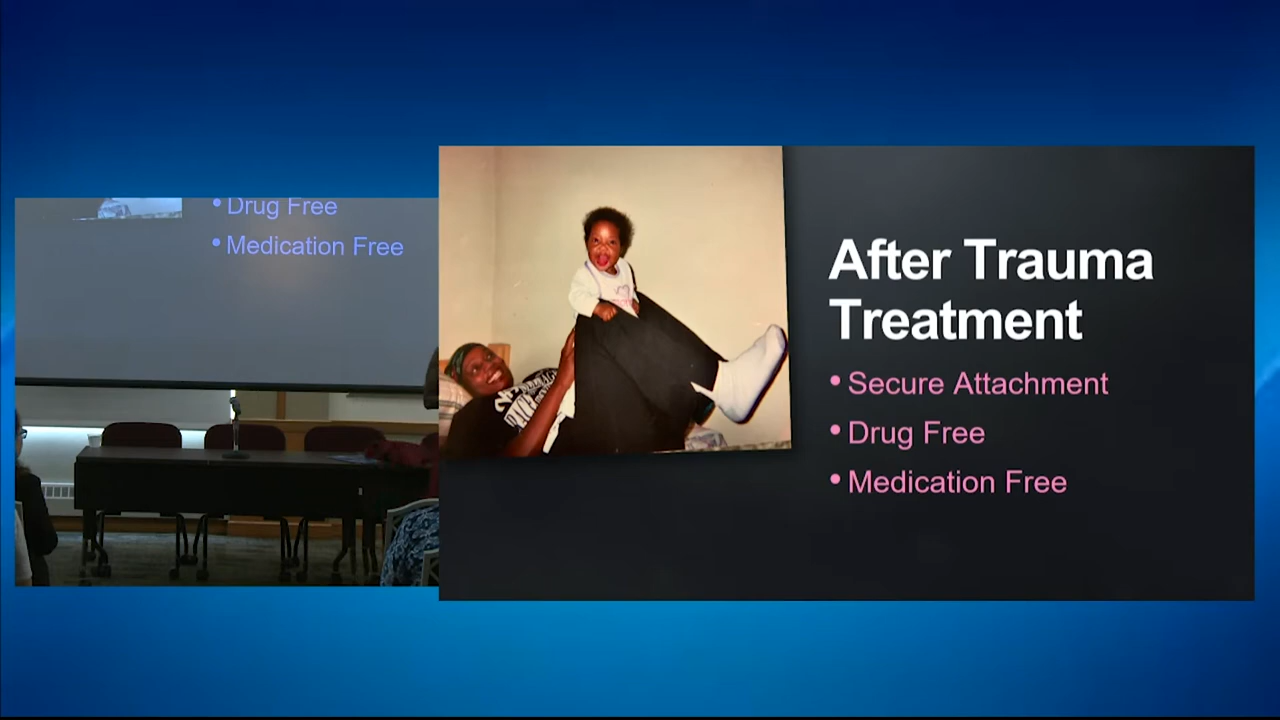 Drug Free
Medication Free
After Trauma
Treatment
• Secure Attachment
• Drug Free
• Medication Free